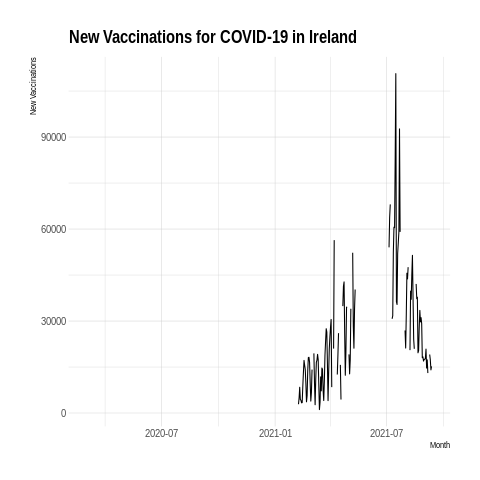 New Vaccinations for COVID-19 in Ireland
New Vaccinations
90000
60000
30000
0
2020-07
2021-01
2021-07
Month